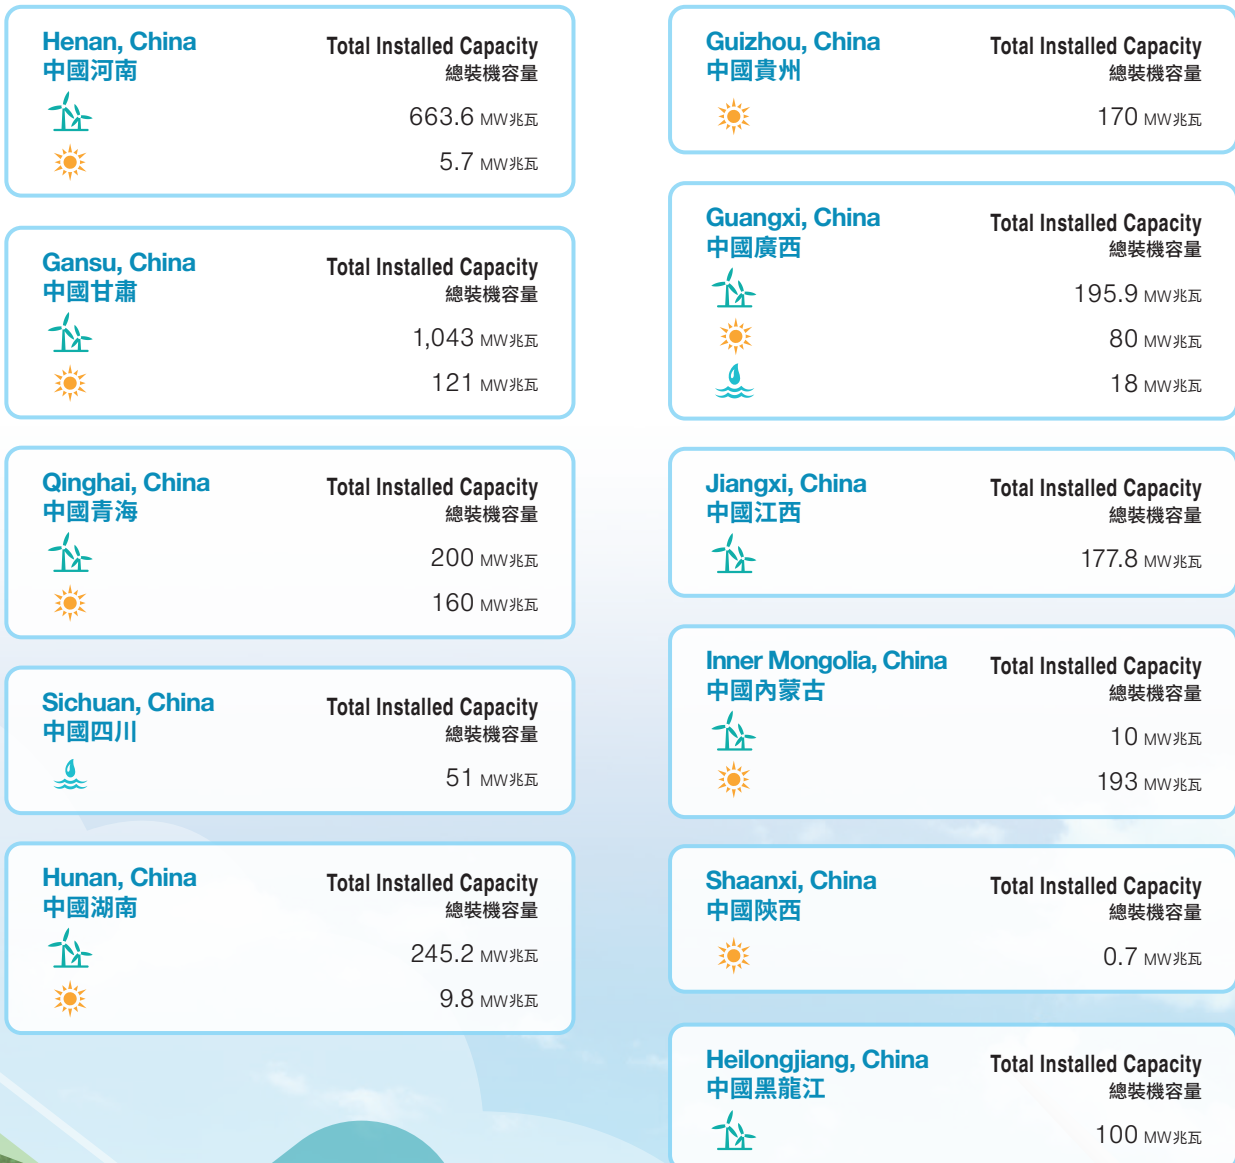 Henan, China
中國河南
Total Installed Capacity
總裝機容量
663.6 MW兆瓦
5.7 MW兆瓦
Gansu, China
中國甘肅
Total Installed Capacity
總裝機容量
1,043 MW兆瓦
121 MW兆瓦
Qinghai, China
中國青海
Total Installed Capacity
總裝機容量
200 MW兆瓦
160 MW兆瓦
Sichuan, China
中國四川
Total Installed Capacity
總裝機容量
51 MW兆瓦
Hunan, China
中國湖南
Total Installed Capacity
總裝機容量
245.2 MW兆瓦
9.8 MW兆瓦
Guizhou, China
中國貴州
Total Installed Capacity
總裝機容量
170 MW兆瓦
Guangxi, China
中國廣西
Total Installed Capacity
總裝機容量
195.9 MW兆瓦
80 MW兆瓦
18 MW兆瓦
Jiangxi, China
中國江西
Total Installed Capacity
總裝機容量
177.8 MW兆瓦
Inner Mongolia, China
中國內蒙古
Total Installed Capacity
總裝機容量
10 MW兆瓦
193 MW兆瓦
Shaanxi, China
中國陝西
Total Installed Capacity
總裝機容量
0.7 MW兆瓦
Heilongjiang, China
中國黑龍江
Total Installed Capacity
總裝機容量
100 MW兆瓦